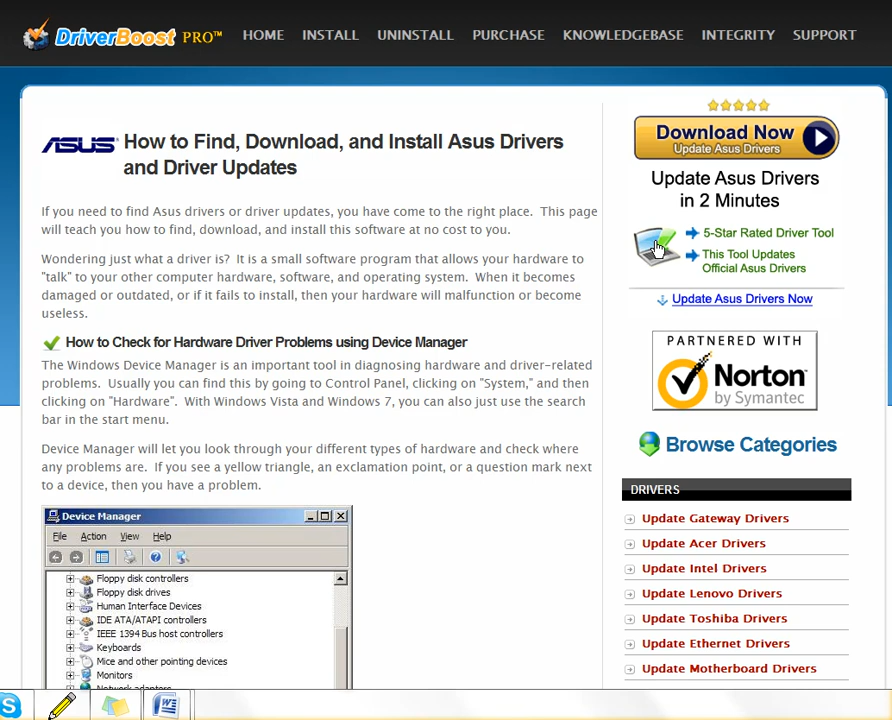 DriverBoost PRO™ HOME INSTALL UNINSTALL PURCHASE KNOWLEDGEBASE INTEGRITY SUPPORT
ASUS How to Find, Download, and Install Asus Drivers
and Driver Updates
If you need to find Asus drivers or driver updates, you have come to the right place. This page
will teach you how to find, download, and install this software at no cost to you.
Wondering just what a driver is? It is a small software program that allows your hardware to
"talk" to your other computer hardware, software, and operating system. When it becomes
damaged or outdated, or if it fails to install, then your hardware will malfunction or become
useless.
How to Check for Hardware Driver Problems using Device Manager
The Windows Device Manager is an important tool in diagnosing hardware and driver-related
problems. Usually you can find this by going to Control Panel, clicking on "System," and then
clicking on "Hardware". With Windows Vista and Windows 7, you can also just use the search
bar in the start menu.
Device Manager will let you look through your different types of hardware and check where
any problems are. If you see a yellow triangle, an exclamation point, or a question mark next
to a device, then you have a problem.
Device Manager
File Action View Help
Floppy disk controllers
Floppy disk drives
Human Interface Devices
IDE ATA/ATAPI controllers
IEEE 1394 Bus host controllers
Keyboards
Mice and other pointing devices
Monitors
Network adapters
Download Now
Update Asus Drivers
Update Asus Drivers
in 2 Minutes
5-Star Rated Driver Tool
This Tool Updates
Official Asus Drivers
Update Asus Drivers Now
PARTNERED WITH
Norton
by Symantec
Browse Categories
DRIVERS
Update Gateway Drivers
Update Acer Drivers
Update Intel Drivers
Update Lenovo Drivers
Update Toshiba Drivers
Update Ethernet Drivers
Update Motherboard Drivers